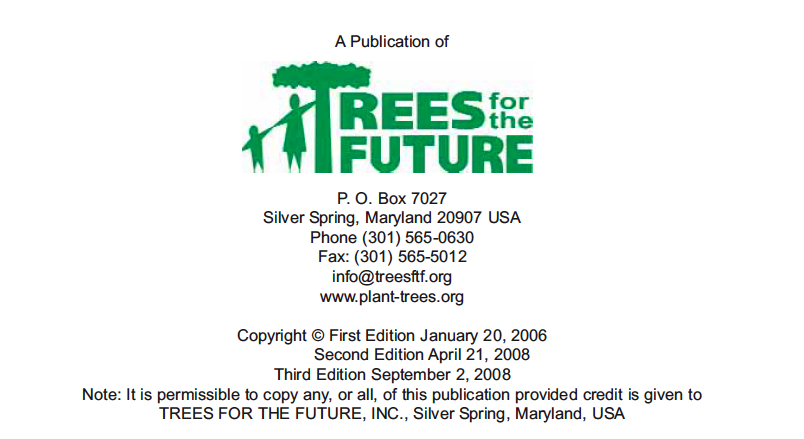 A Publication of
TREES for the
FUTURE
P. O. Box 7027
Silver Spring, Maryland 20907 USA
Phone (301) 565-0630
Fax: (301) 565-5012
info@treesftf.org
www.plant-trees.org
Copyright © First Edition January 20, 2006
Second Edition April 21, 2008
Third Edition September 2, 2008
Note: It is permissible to copy any, or all, of this publication provided credit is given to
TREES FOR THE FUTURE, INC., Silver Spring, Maryland, USA